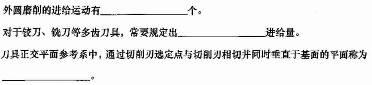 外圆磨削的进给运动有____________个。
对于铰刀、铣刀等多齿刀具，常要规定出____________进给量。
刀具正交平面参考系中，通过切削刃选定点与切削刃相切并同时垂直于基面的平面称为
____________。